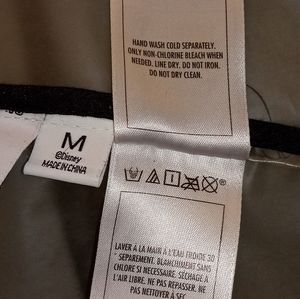 HAND WASH COLD SEPARATELY.
ONLY NON-CHLORINE BLEACH WHEN
NEEDED. LINE DRY. DO NOT IRON.
DO NOT DRY CLEAN.
M
©Disney
MADE IN CHINA
LAVER À LA MAIN À L'EAU FROIDE 30
SEPAREMENT. BLANCHIMENT SANS
CHLORE SI NECESSAIRE. SÉCHAGE À
L'AIR LIBRE. NE PAS REPASSER. NE
PAS NETTOYER A SEC